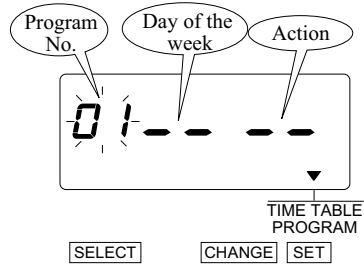 Program
No.
Day of the
week
Action
01 -- --
TIME TABLE
PROGRAM
SELECT CHANGE SET